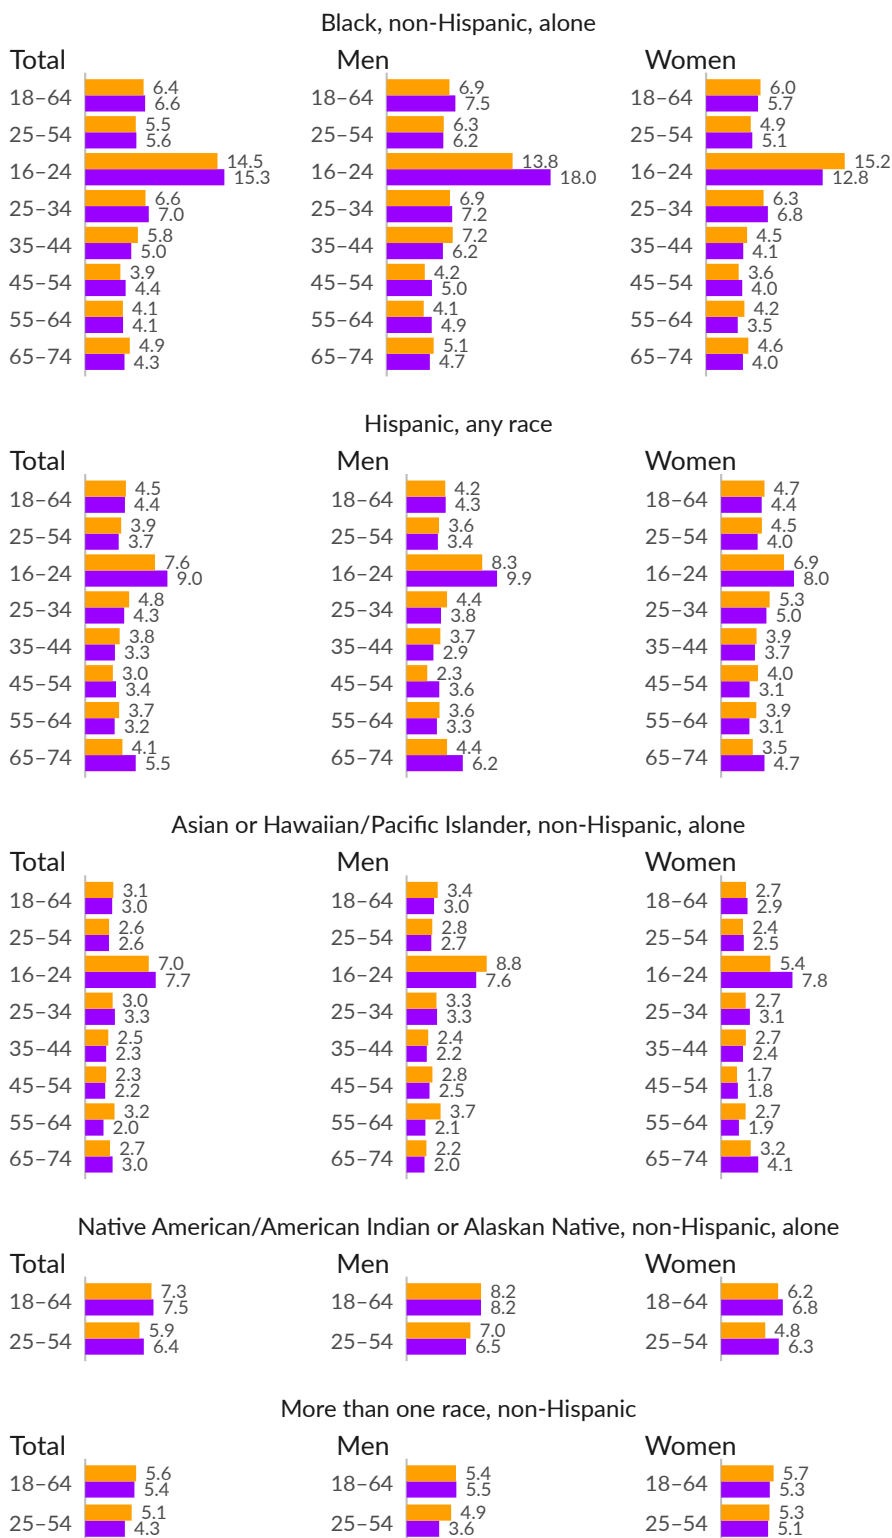 Black, non-Hispanic, alone
Total Men Women
18–64 6.4 6.6 18–64 6.9 7.5 18–64 6.0 5.7
25–54 5.5 5.6 25–54 6.3 6.2 25–54 4.9 5.1
16–24 14.5 15.3 16–24 13.8 18.0 16–24 15.2 12.8
25–34 6.6 7.0 25–34 6.9 7.2 25–34 6.3 6.8
35–44 5.8 5.0 35–44 7.2 6.2 35–44 4.5 4.1
45–54 3.9 4.4 45–54 4.2 5.0 45–54 3.6 4.0
55–64 4.1 4.1 55–64 4.1 4.9 55–64 4.2 3.5
65–74 4.9 4.3 65–74 5.1 4.7 65–74 4.6 4.0
Hispanic, any race
Total Men Women
18–64 4.5 4.4 18–64 4.2 4.3 18–64 4.7 4.4
25–54 3.9 3.7 25–54 3.6 3.4 25–54 4.5 4.0
16–24 7.6 9.0 16–24 8.3 9.9 16–24 6.9 8.0
25–34 4.8 4.3 25–34 4.4 3.8 25–34 5.3 5.0
35–44 3.8 3.3 35–44 3.7 2.9 35–44 3.9 3.7
45–54 3.0 3.4 45–54 2.3 3.6 45–54 4.0 3.1
55–64 3.7 3.2 55–64 3.6 3.3 55–64 3.9 3.1
65–74 4.1 5.5 65–74 4.4 6.2 65–74 3.5 4.7
Asian or Hawaiian/Pacific Islander, non-Hispanic, alone
Total Men Women
18–64 3.1 3.0 18–64 3.4 3.0 18–64 2.7 2.9
25–54 2.6 2.6 25–54 2.8 2.7 25–54 2.4 2.5
16–24 7.0 7.7 16–24 8.8 7.6 16–24 5.4 7.8
25–34 3.0 3.3 25–34 3.3 3.3 25–34 2.7 3.1
35–44 2.5 2.3 35–44 2.4 2.2 35–44 2.7 2.4
45–54 2.3 2.2 45–54 2.8 2.5 45–54 1.7 1.8
55–64 3.2 2.0 55–64 3.7 2.1 55–64 2.7 1.9
65–74 2.7 3.0 65–74 2.2 2.0 65–74 3.2 4.1
Native American/American Indian or Alaskan Native, non-Hispanic, alone
Total Men Women
18–64 7.3 7.5 18–64 8.2 8.2 18–64 6.2 6.8
25–54 5.9 6.4 25–54 7.0 6.5 25–54 4.8 6.3
More than one race, non-Hispanic
Total Men Women
18–64 5.6 5.4 18–64 5.4 5.5 18–64 5.7 5.3
25–54 5.1 4.3 25–54 4.9 3.6 25–54 5.3 5.1